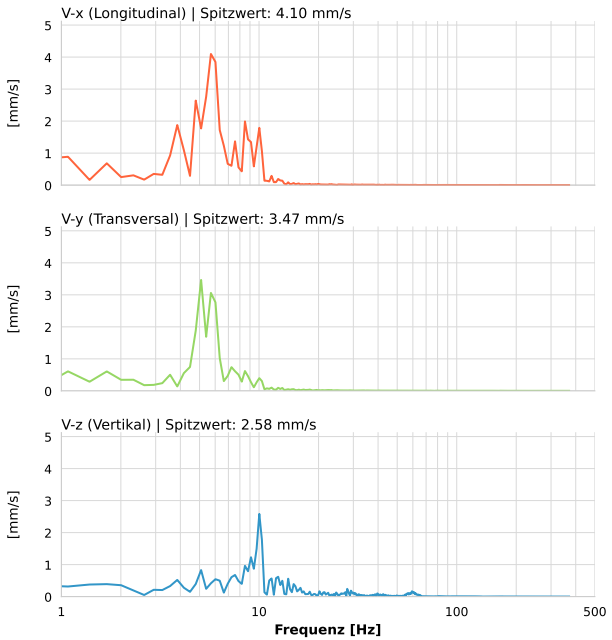 V-x (Longitudinal) | Spitzwert: 4.10 mm/s
5
4
3
2
1
0
[mm/s]
V-y (Transversal) | Spitzwert: 3.47 mm/s
5
4
3
2
1
0
[mm/s]
V-z (Vertikal) | Spitzwert: 2.58 mm/s
5
4
3
2
1
0
[mm/s]
1 10 100 500
Frequenz [Hz]